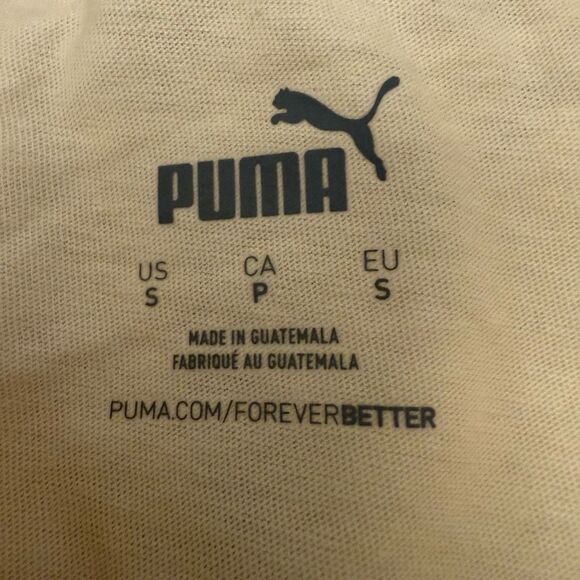 PUMA
US CA EU
S P S
MADE IN GUATEMALA
FABRIQUÉ AU GUATEMALA
PUMA.COM/FOREVERBETTER